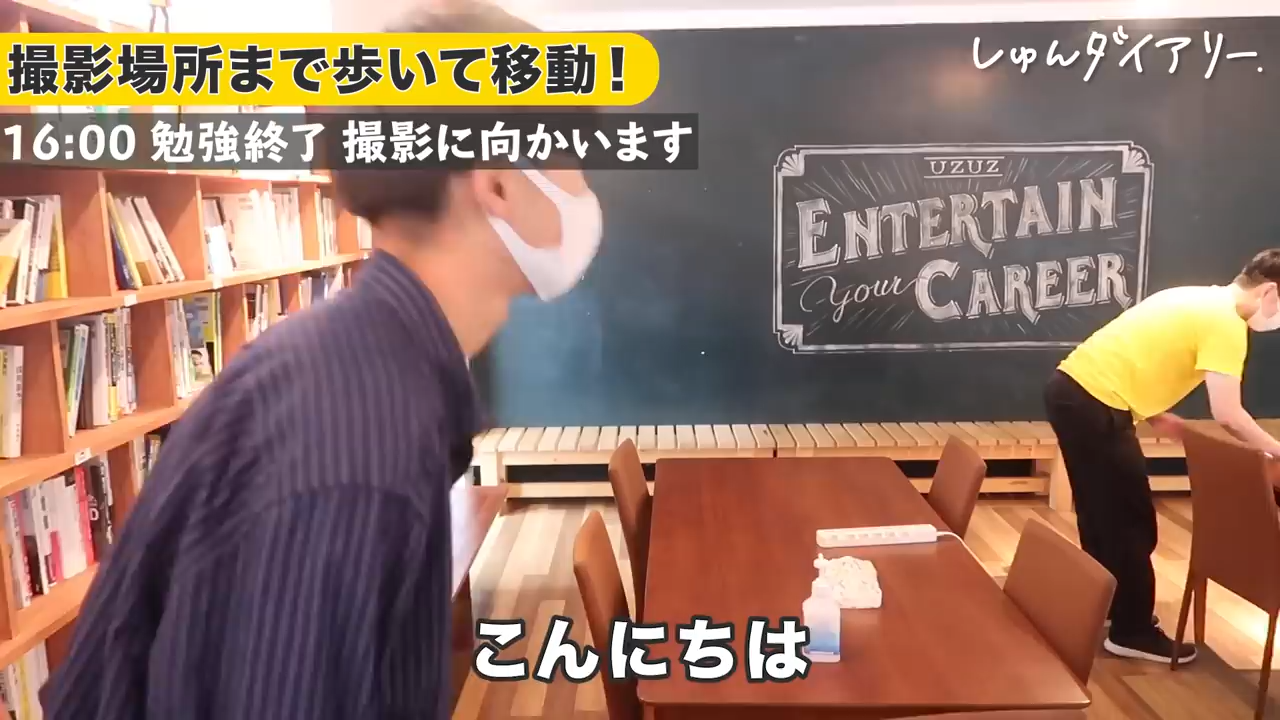 撮影場所まで歩いて移動！
16:00 勉強終了 撮影に向かいます
しゅんダイアリー.
UZUZ
ENTERTAIN
your CAREER
こんにちは